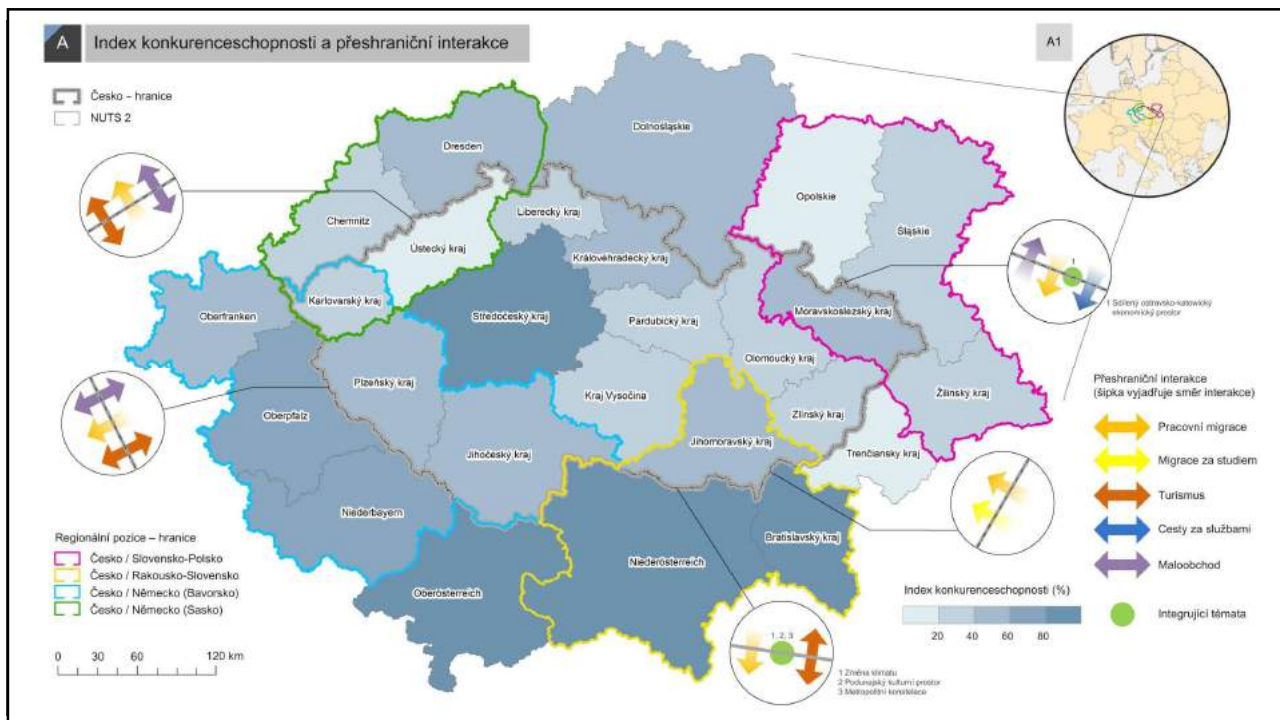 A
Index konkurenceschopnosti a přeshraniční interakce
A1
Česko – hranice
NUTS 2
Dolnośląskie
Dresden
Opolskie
Chemnitz
Liberecký kraj
Śląskie
Ústecký kraj
Královéhradecký kraj
1
1 Sdílený ostravsko-katowický
ekonomický prostor
Karlovarský kraj
Moravskoslezský kraj
Oberfranken
Středočeský kraj
Pardubický kraj
Olomoucký kraj
Plzeňský kraj
Kraj Vysočina
Žilinský kraj
Zlínský kraj
Oberpfalz
Jihomoravský kraj
Jihočeský kraj
Trenčiansky kraj
Niederbayern
Bratislavský kraj
Niederösterreich
Oberösterreich
Přeshraniční interakce
(šipka vyjadřuje směr interakce)
Pracovní migrace
Migrace za studiem
Turismus
Cesty za službami
Maloobchod
Integrující témata
Regionální pozice – hranice
Česko / Slovensko-Polsko
Česko / Rakousko-Slovensko
Česko / Německo (Bavorsko)
Česko / Německo (Sasko)
0 30 60 120 km
Index konkurenceschopnosti (%)
20 40 60 80
1, 2, 3
1 Změna klimatu
2 Podunajský kulturní prostor
3 Metropolitní konstelace